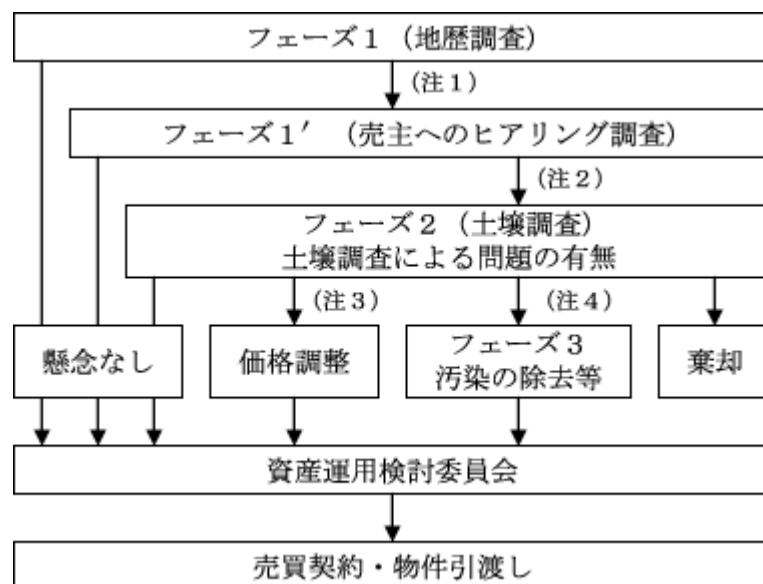 フェーズ1（地歴調査）
（注1）
フェーズ1′（売主へのヒアリング調査）
（注2）
フェーズ2（土壌調査）
土壌調査による問題の有無
（注3）
（注4）
懸念なし
価格調整
フェーズ3
汚染の除去等
棄却
資産運用検討委員会
売買契約・物件引渡し